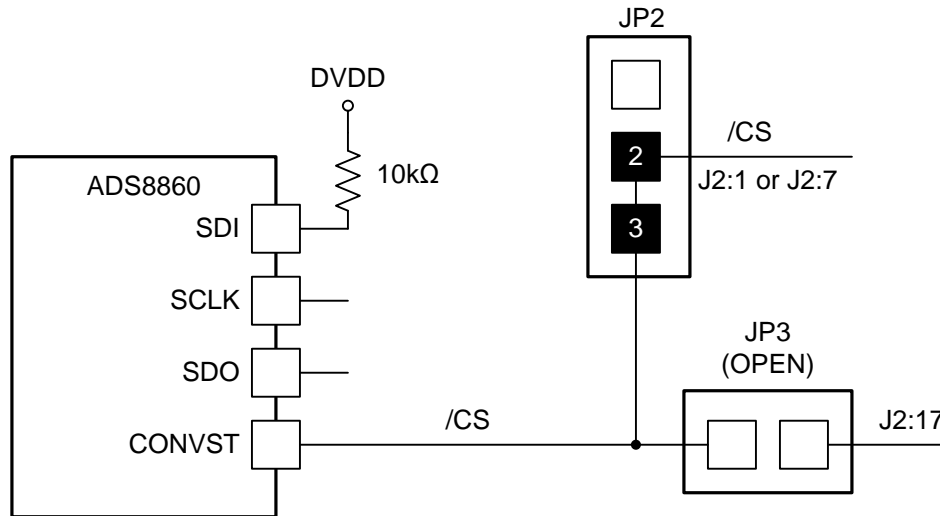 JP2
DVDD
10kΩ
2
/CS
J2:1 or J2:7
ADS8860
SDI
3
SCLK
SDO
JP3
(OPEN)
CONVST
/CS
J2:17